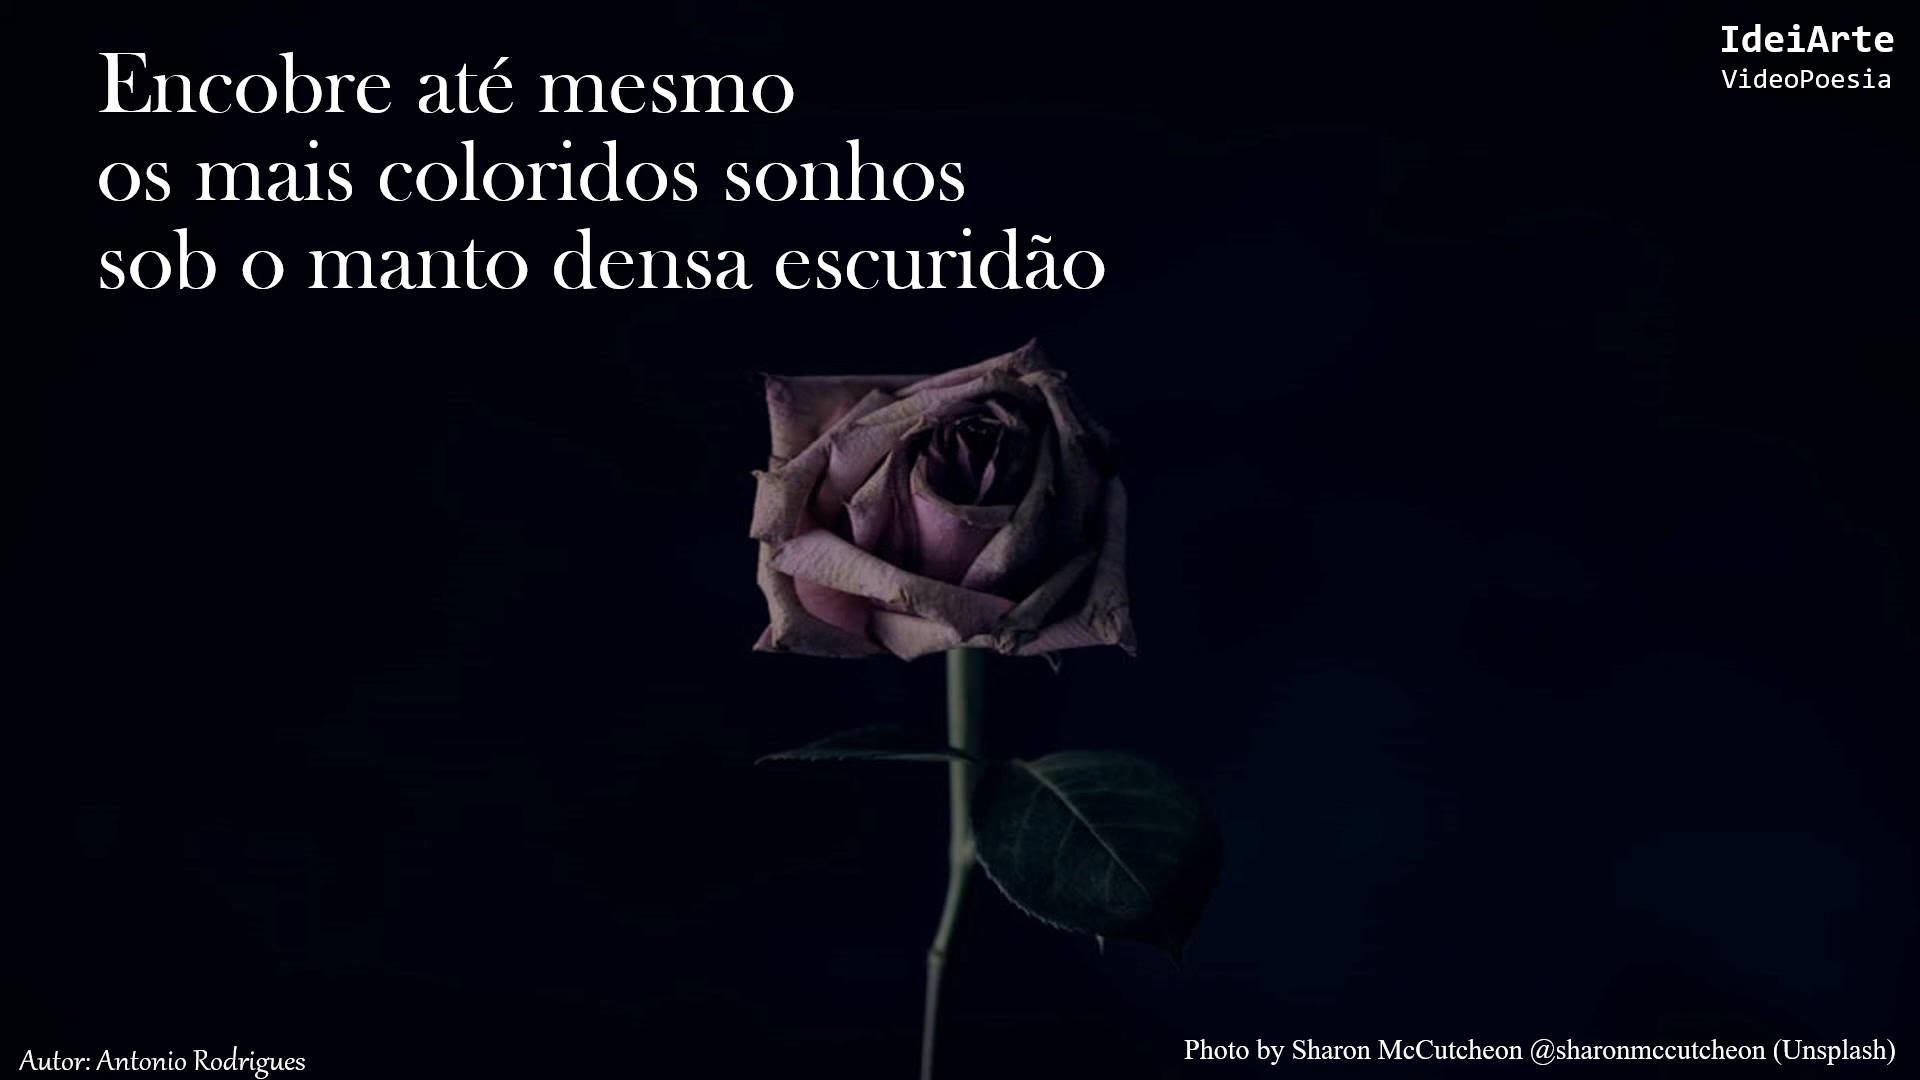 Encobre até mesmo
os mais coloridos sonhos
sob o manto densa escuridão
IdeiArte
VideoPoesia
Autor: Antonio Rodrigues
Photo by Sharon McCutcheon @sharonmccutcheon (Unsplash)